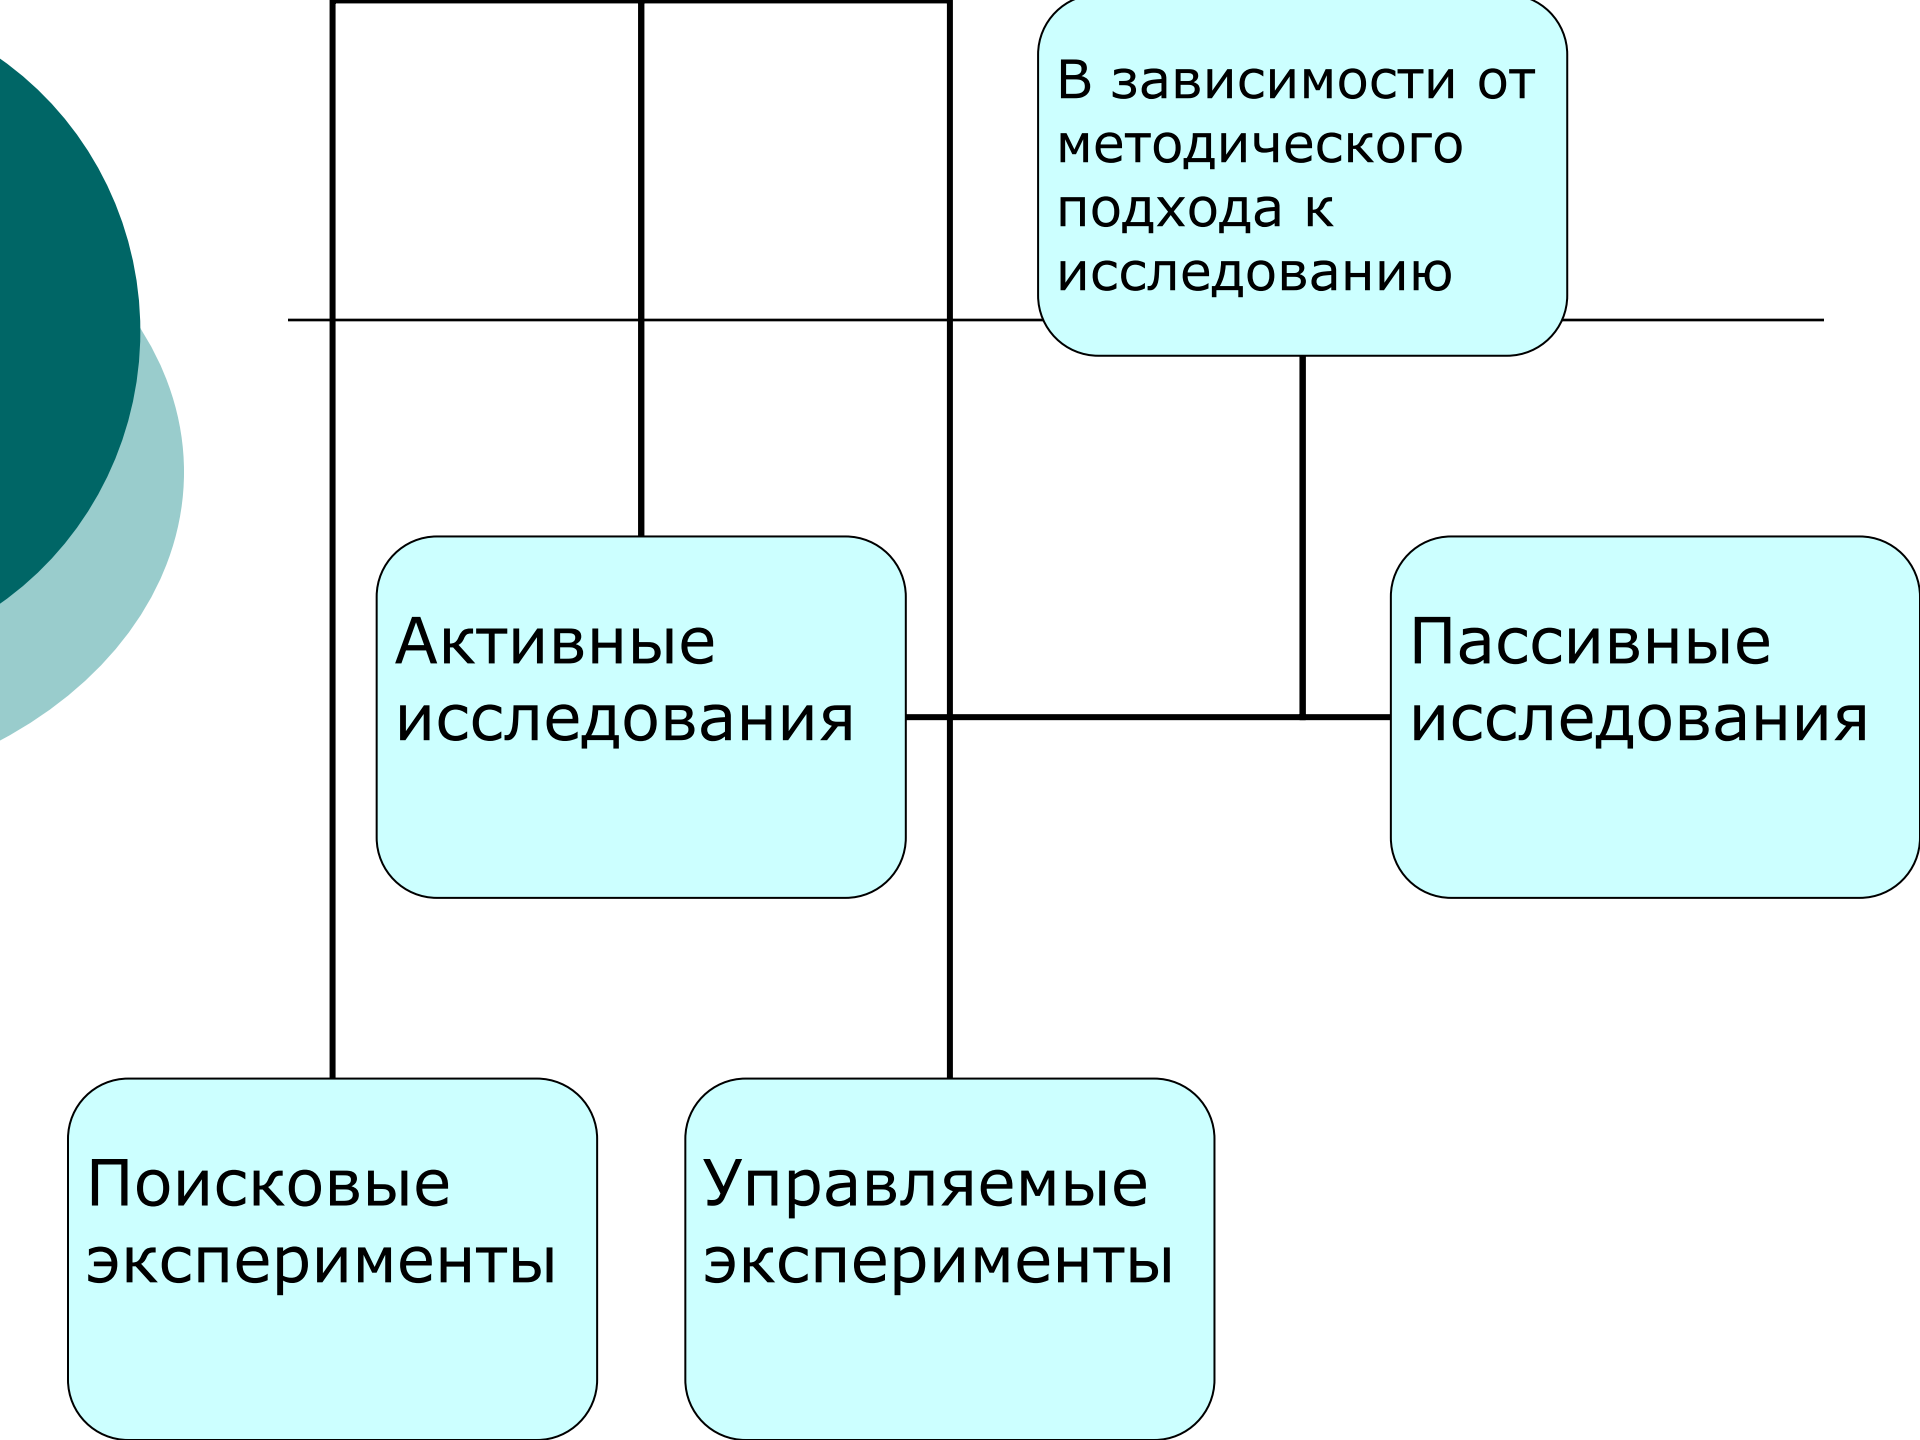 В зависимости от
методического
подхода к
исследованию
Активные
исследования
Пассивные
исследования
Поисковые
эксперименты
Управляемые
эксперименты